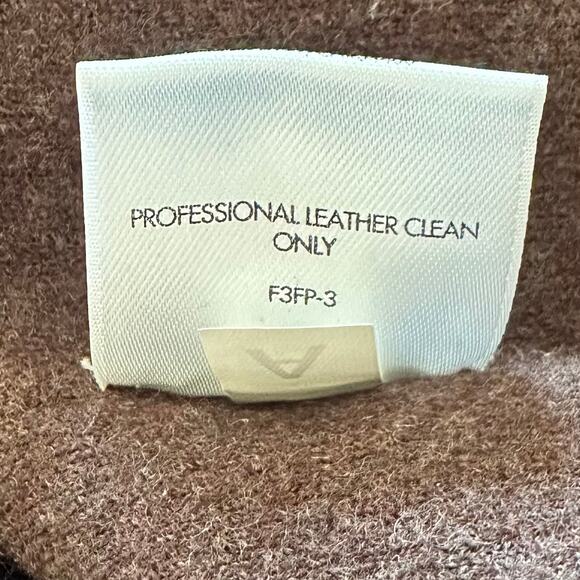 PROFESSIONAL LEATHER CLEAN
ONLY
F3FP-3